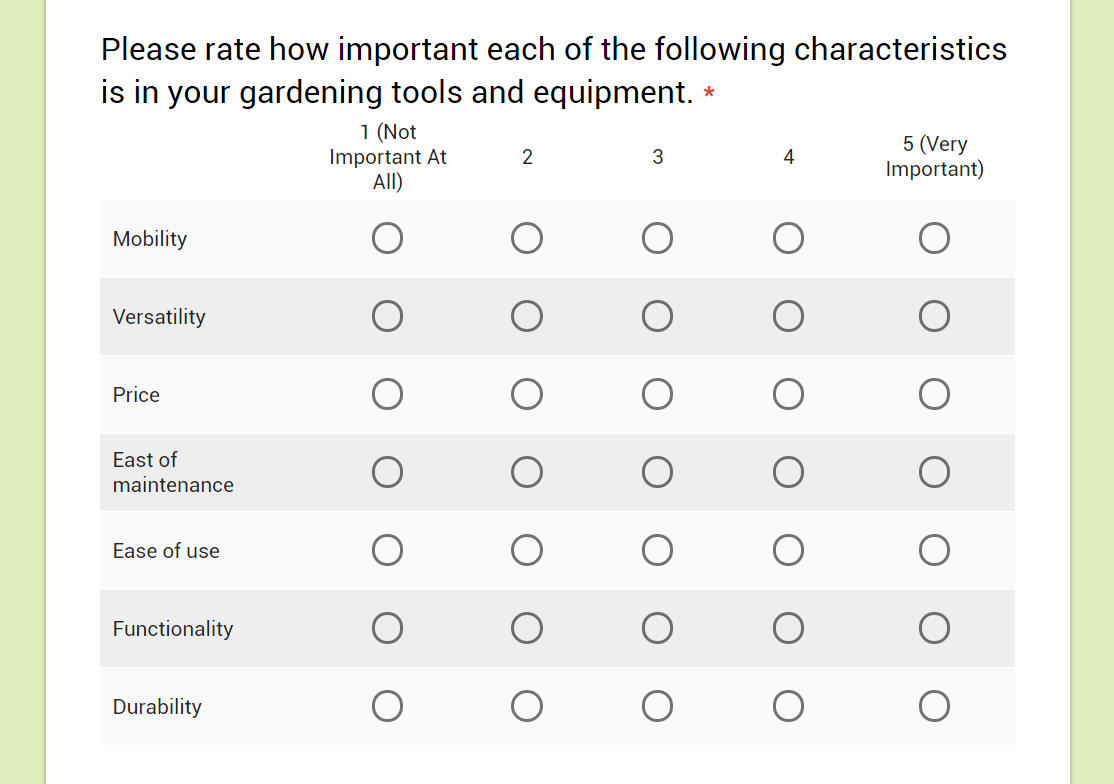 Please rate how important each of the following characteristics
is in your gardening tools and equipment. *
1 (Not
Important At
All)
2
3
4
5 (Very
Important)
Mobility
Versatility
Price
East of
maintenance
Ease of use
Functionality
Durability